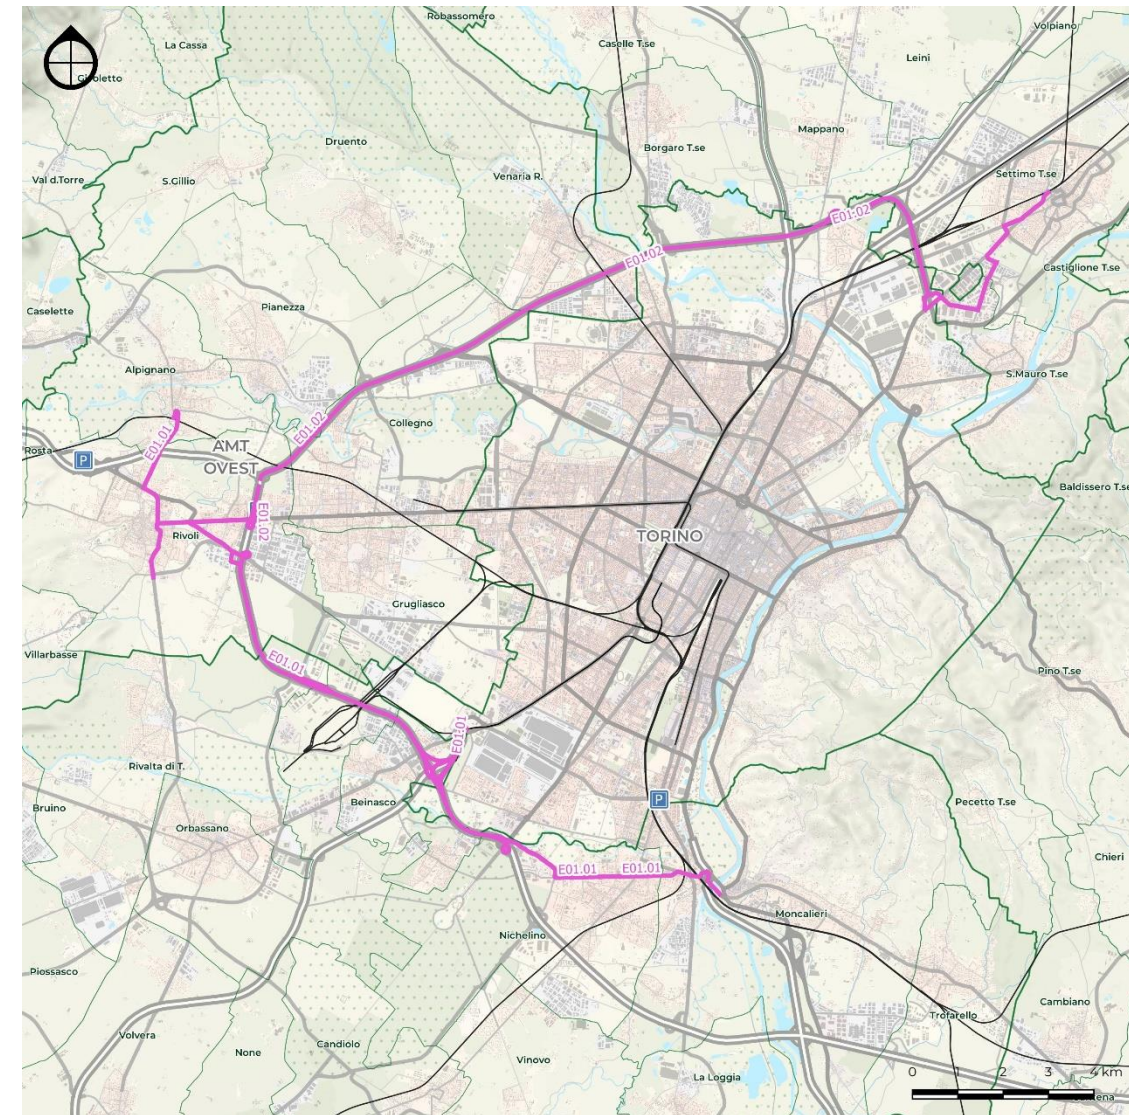 Robassomero
Volpiano
La Cassa
Caselle T.se
Leini
Givoletto
Mappano
Druento
Borgaro T.se
Val d.Torre
S.Gillio
Venaria R.
Settimo T.se
E01.02
E01.02
Castiglione T.se
Pianezza
Caselette
Alpignano
S.Mauro T.se
E01.02
Collegno
E01.01
AM.T
OVEST
Rosta
P
Baldissero T.se
E01.02
Rivoli
TORINO
Grugliasco
Villarbasse
E01.01
Pino T.se
E01.01
Rivalta di T.
P
Beinasco
Bruino
Pecetto T.se
Orbassano
Chieri
E01.01
E01.01
Moncalieri
Nichelino
Piossasco
Cambiano
Trofarello
Volvera
Candiolo
None
Vinovo
La Loggia
0 1 2 3 4 km